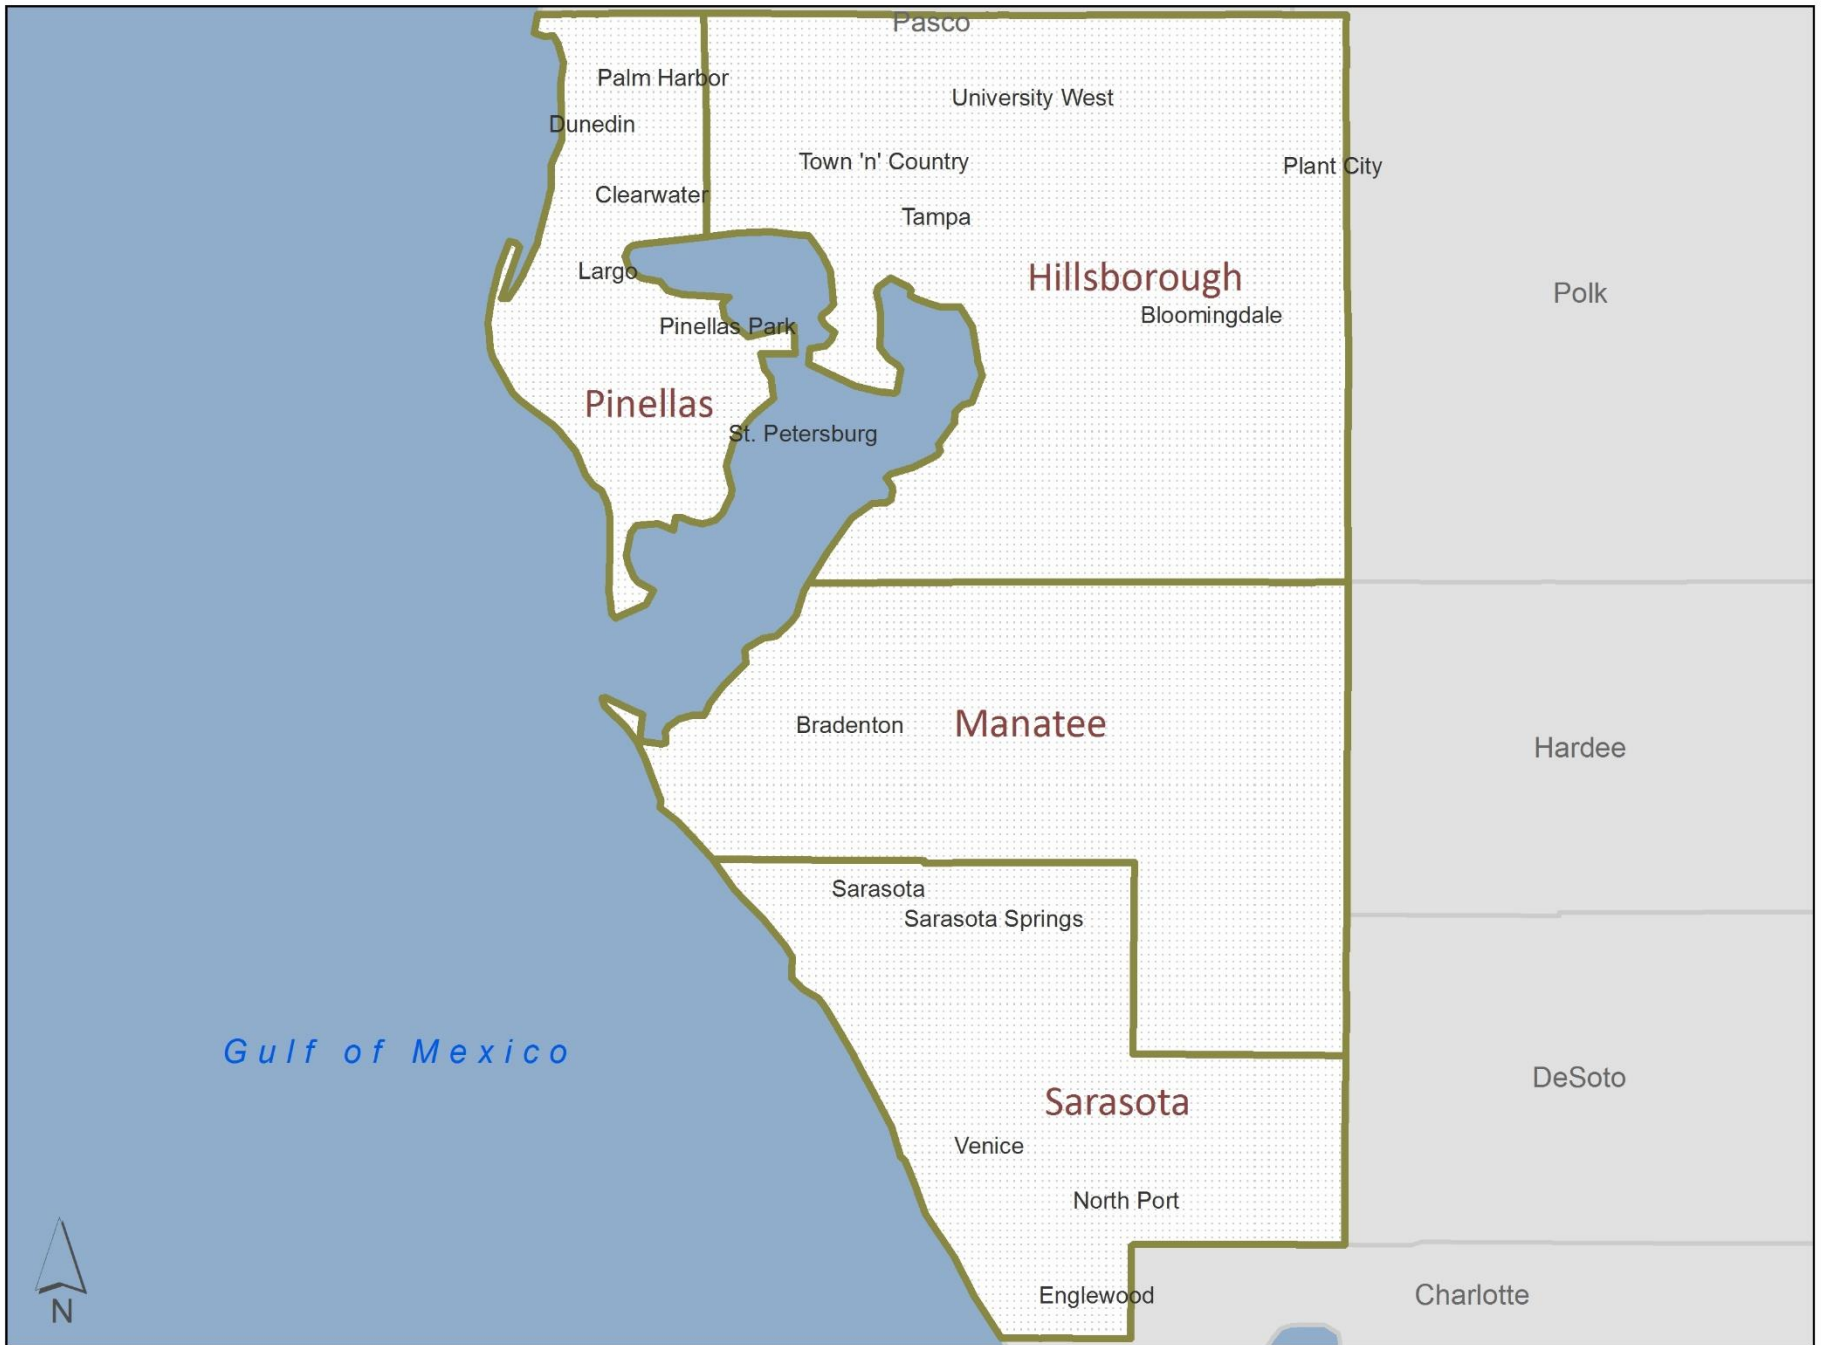 Pasco
Palm Harbor
University West
Dunedin
Town 'n' Country
Plant City
Clearwater
Tampa
Largo
Hillsborough
Polk
Bloomingdale
Pinellas Park
Pinellas
St. Petersburg
Bradenton
Manatee
Hardee
Sarasota
Sarasota Springs
Gulf of Mexico
DeSoto
Sarasota
Venice
North Port
Englewood
Charlotte
N